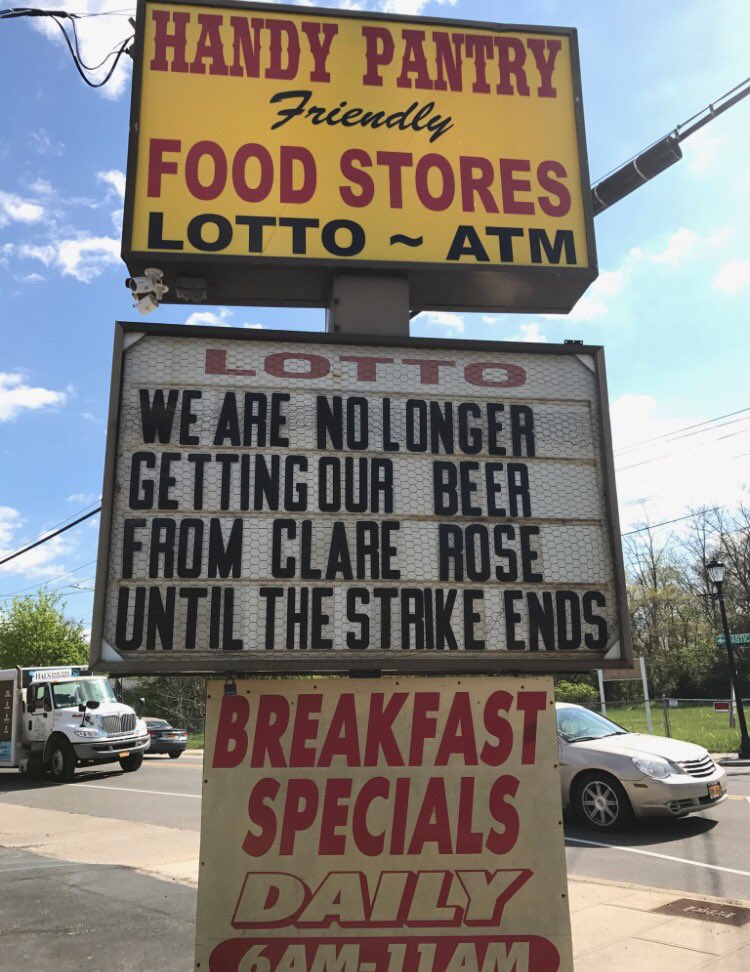 HANDY PANTRY
Friendly
FOOD STORES
LOTTO ~ ATM
LOTTO
WE ARE NO LONGER
GETTING OUR BEER
FROM CLARE ROSE
UNTIL THE STRIKE ENDS
BREAKFAST
SPECIALS
DAILY
6AM-11AM